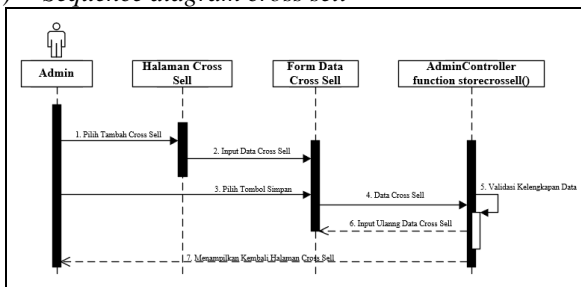 ) Sequence diagram cross sell
Admin
Halaman Cross
Sell
Form Data
Cross Sell
AdminController
function storecrossell()
1. Pilih Tambah Cross Sell
2. Input Data Cross Sell
3. Pilih Tombol Simpan
4. Data Cross Sell
5. Validasi Kelengkapan Data
6. Input Ulanng Data Cross Sell
7. Menampilkan Kembali Halaman Cross Sell